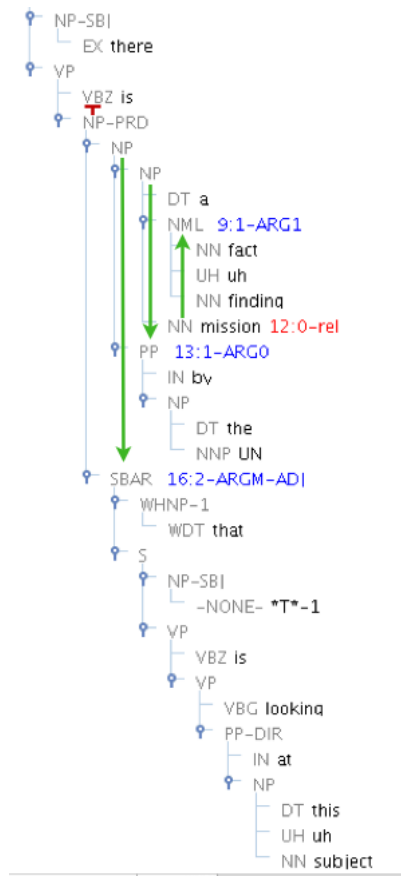 NP-SBJ
EX there
VP
VBZ is
NP-PRD
NP
NP
DT a
NML 9:1-ARG1
NN fact
UH uh
NN finding
NN mission 12:0-rel
PP 13:1-ARG0
IN by
NP
DT the
NNP UN
SBAR 16:2-ARGM-ADJ
WHNP-1
WDT that
S
NP-SBJ
-NONE- *T*-1
VP
VBZ is
VP
VBG looking
PP-DIR
IN at
NP
DT this
UH uh
NN subject